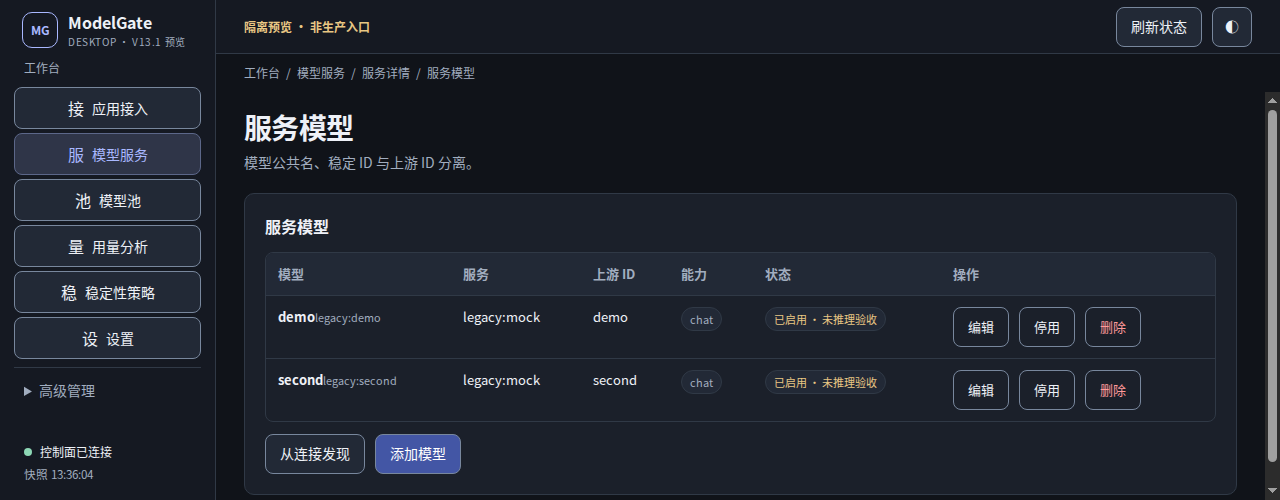 MG
ModelGate
DESKTOP · V13.1 预览
工作台
接 应用接入
服 模型服务
池 模型池
量 用量分析
稳 稳定性策略
设 设置
▶ 高级管理
控制面已连接
快照 13:36:04
隔离预览 · 非生产入口
刷新状态
工作台 / 模型服务 / 服务详情 / 服务模型
服务模型
模型公共名、稳定 ID 与上游 ID 分离。
服务模型
模型 服务 上游 ID 能力 状态 操作
demolegacy:demo legacy:mock demo chat 已启用 · 未推理验收 编辑 停用 删除
secondlegacy:second legacy:mock second chat 已启用 · 未推理验收 编辑 停用 删除
从连接发现 添加模型